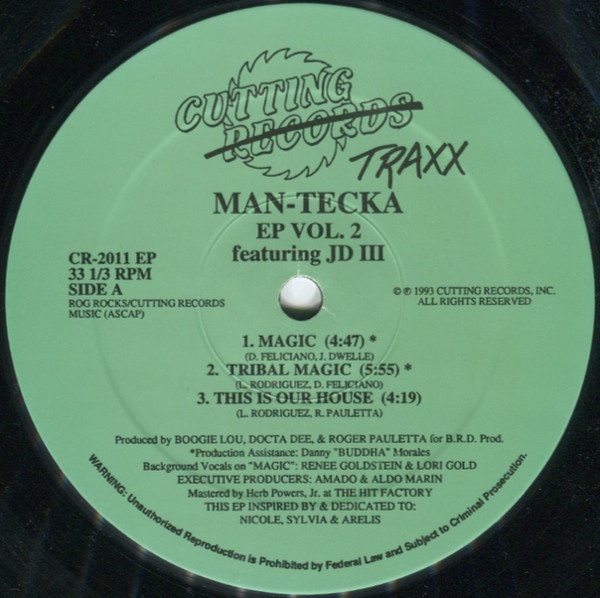 CUTTING
RECORDS
TRAXX
MAN-TECKA
EP VOL. 2
featuring JD III
CR-2011 EP
33 1/3 RPM
SIDE A
ROG ROCKS/CUTTING RECORDS
MUSIC (ASCAP)
© ℗ 1993 CUTTING RECORDS, INC.
ALL RIGHTS RESERVED
1. MAGIC (4:47) *
(D. FELICIANO, J. DWELLE)
2. TRIBAL MAGIC (5:55) *
(L. RODRIGUEZ, D. FELICIANO)
3. THIS IS OUR HOUSE (4:19)
(L. RODRIGUEZ, R. PAULETTA)
Produced by BOOGIE LOU, DOCTA DEE, & ROGER PAULETTA for B.R.D. Prod.
*Production Assistance: Danny "BUDDHA" Morales
Background Vocals on "MAGIC": RENEE GOLDSTEIN & LORI GOLD
EXECUTIVE PRODUCERS: AMADO & ALDO MARIN
Mastered by Herb Powers, Jr. at THE HIT FACTORY
THIS EP INSPIRED BY & DEDICATED TO:
NICOLE, SYLVIA & ARELIS
WARNING: Unauthorized Reproduction is Prohibited by Federal Law and Subject to Criminal Prosecution.